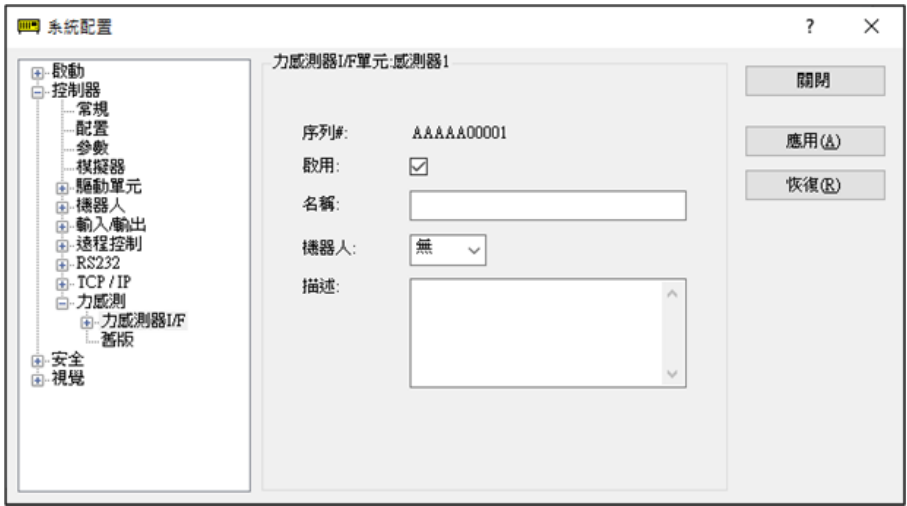 系統配置
?
啟動
控制器
常規
配置
參數
模擬器
驅動單元
機器人
輸入/輸出
遠程控制
RS232
TCP / IP
力感測
力感測器I/F
舊版
安全
視覺
力感測器I/F單元:感測器1
序列#: AAAAA00001
啟用:
名稱:
機器人: 無
描述:
關閉
應用(A)
恢復(R)